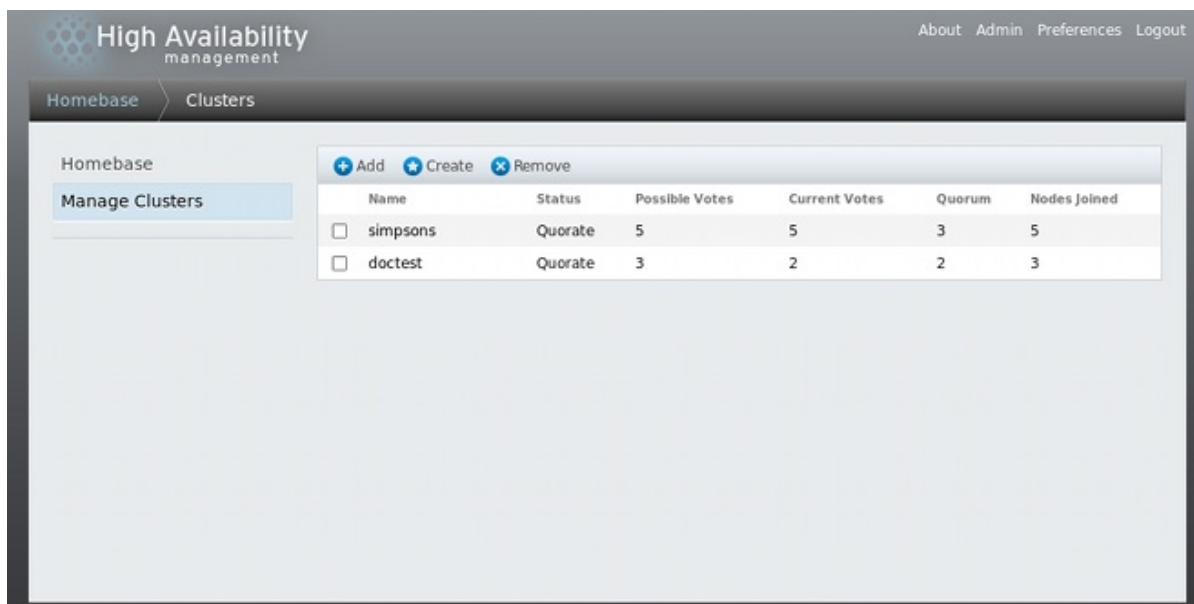 High Availability
management
About Admin Preferences Logout
Homebase Clusters
Homebase
Manage Clusters
Add Create Remove
Name Status Possible Votes Current Votes Quorum Nodes Joined
simpsons Quorate 5 5 3 5
doctest Quorate 3 2 2 3